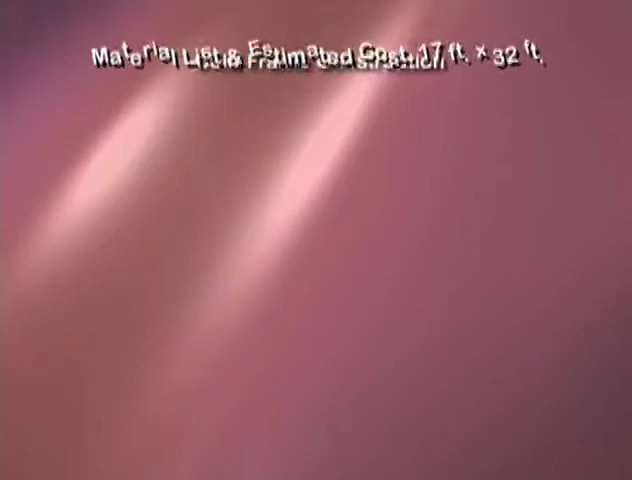 Material List & Estimated Cost, 17 ft. x 32 ft.